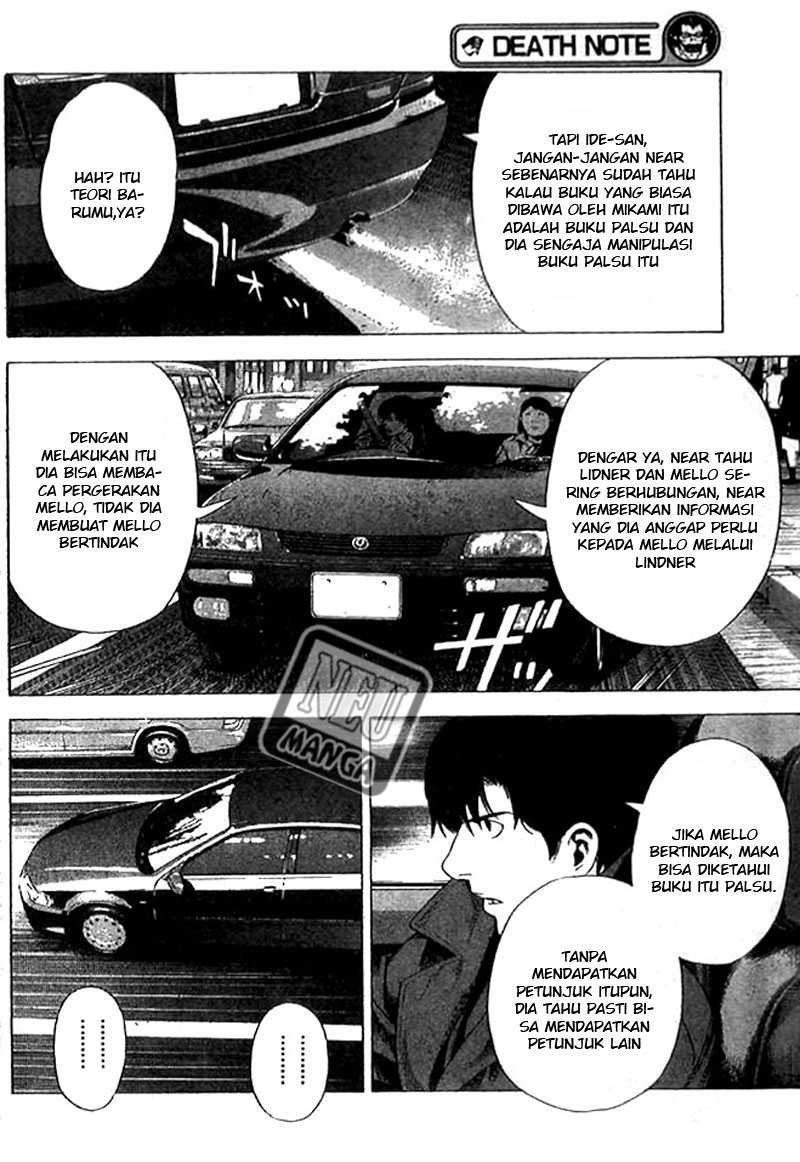 DEATH NOTE
TAPI IDE-SAN,
JANGAN-JANGAN NEAR
SEBENARNYA SUDAH TAHU
KALAU BUKU YANG BIASA
DIBAWA OLEH MIKAMI ITU
ADALAH BUKU PALSU DAN
DIA SENGAJA MANIPULASI
BUKU PALSU ITU
HAH? ITU
TEORI BA-
RUMU,YA?
DENGAR YA, NEAR TAHU
LIDNER DAN MELLO SE-
RING BERHUBUNGAN, NEAR
MEMBERIKAN INFORMASI
YANG DIA ANGGAP PERLU
KEPADA MELLO MELALUI
LINDNER
DENGAN
MELAKUKAN ITU
DIA BISA MEMBA-
CA PERGERAKAN
MELLO, TIDAK DIA
MEMBUAT MELLO
BERTINDAK
NEU
MANGA
JIKA MELLO
BERTINDAK, MAKA
BISA DIKETAHUI
BUKU ITU PALSU.
TANPA
MENDAPATKAN
PETUNJUK ITUPUN,
DIA TAHU PASTI BI-
SA MENDAPATKAN
PETUNJUK LAIN